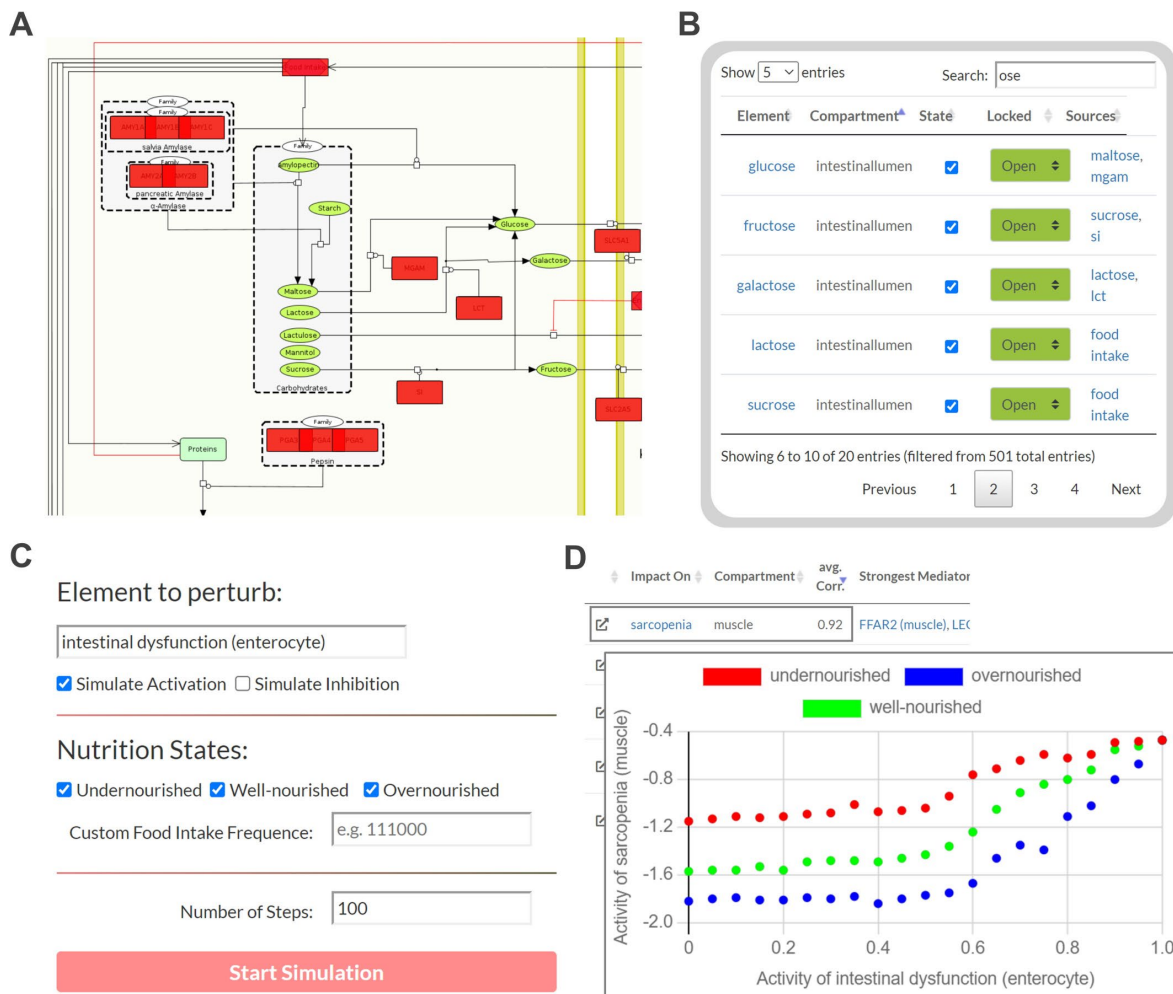 A
Food Intake
Family
Family
AMY1A AMY1B AMY1C
salvia Amylase
Family
AMY2A AMY2B
pancreatic Amylase
α-Amylase
Family
amylopectin
Starch
Glucose
SLC5A1
Galactose
MGAM
LCT
Maltose
Lactose
Lactulose
Mannitol
Sucrose
Carbohydrates
Fructose
SI
SLC2A5
Family
PGA3 PGA4 PGA5
Pepsin
Proteins
B
Show 5 entries Search: ose
Element Compartment State Locked Sources
glucose intestinallumen Open maltose, mgam
fructose intestinallumen Open sucrose, si
galactose intestinallumen Open lactose, lct
lactose intestinallumen Open food intake
sucrose intestinallumen Open food intake
Showing 6 to 10 of 20 entries (filtered from 501 total entries)
Previous 1 2 3 4 Next
C
Element to perturb:
intestinal dysfunction (enterocyte)
Simulate Activation Simulate Inhibition
Nutrition States:
Undernourished Well-nourished Overnourished
Custom Food Intake Frequence: e.g. 111000
Number of Steps: 100
Start Simulation
D
Impact On Compartment avg. Corr. Strongest Mediator
sarcopenia muscle 0.92 FFAR2 (muscle),
undernourished overnourished
well-nourished
Activity of sarcopenia (muscle)
-0.4
-0.8
-1.2
-1.6
-2.0
0 0.2 0.4 0.6 0.8 1.0
Activity of intestinal dysfunction (enterocyte)